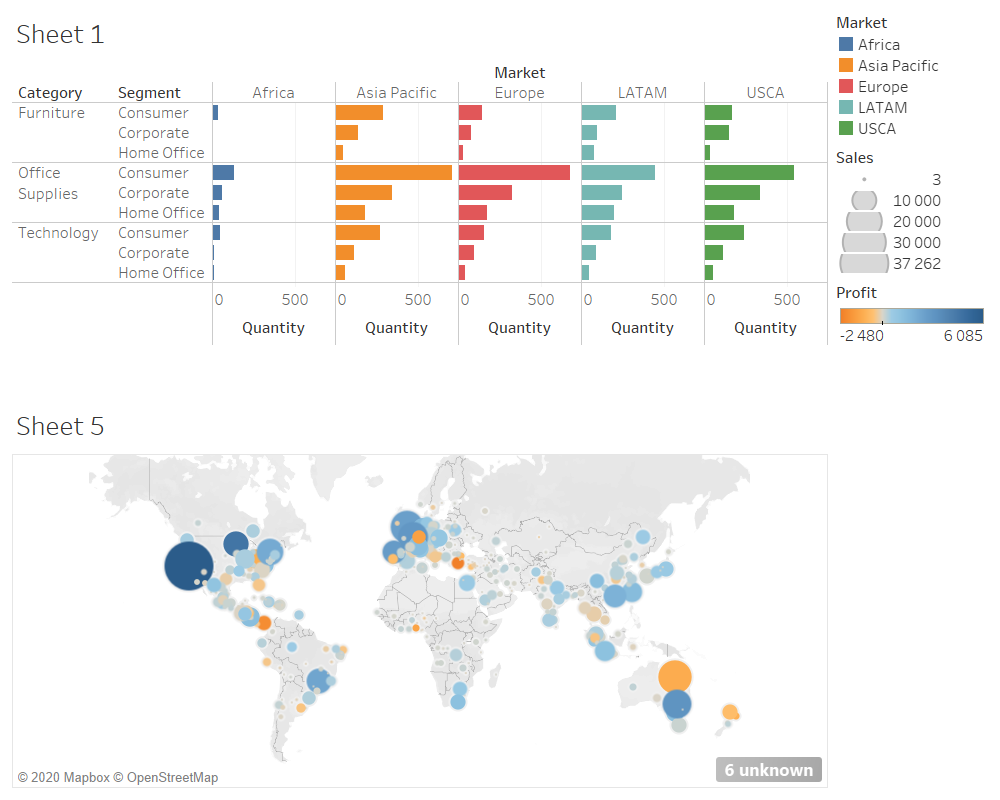 Sheet 1
Market
Category Segment Africa Asia Pacific Europe LATAM USCA
Furniture Consumer
Corporate
Home Office
Office Consumer
Supplies Corporate
Home Office
Technology Consumer
Corporate
Home Office
0 500 0 500 0 500 0 500 0 500
Quantity Quantity Quantity Quantity Quantity
Market
Africa
Asia Pacific
Europe
LATAM
USCA
Sales
3
10 000
20 000
30 000
37 262
Profit
-2 480 6 085
Sheet 5
© 2020 Mapbox © OpenStreetMap
6 unknown